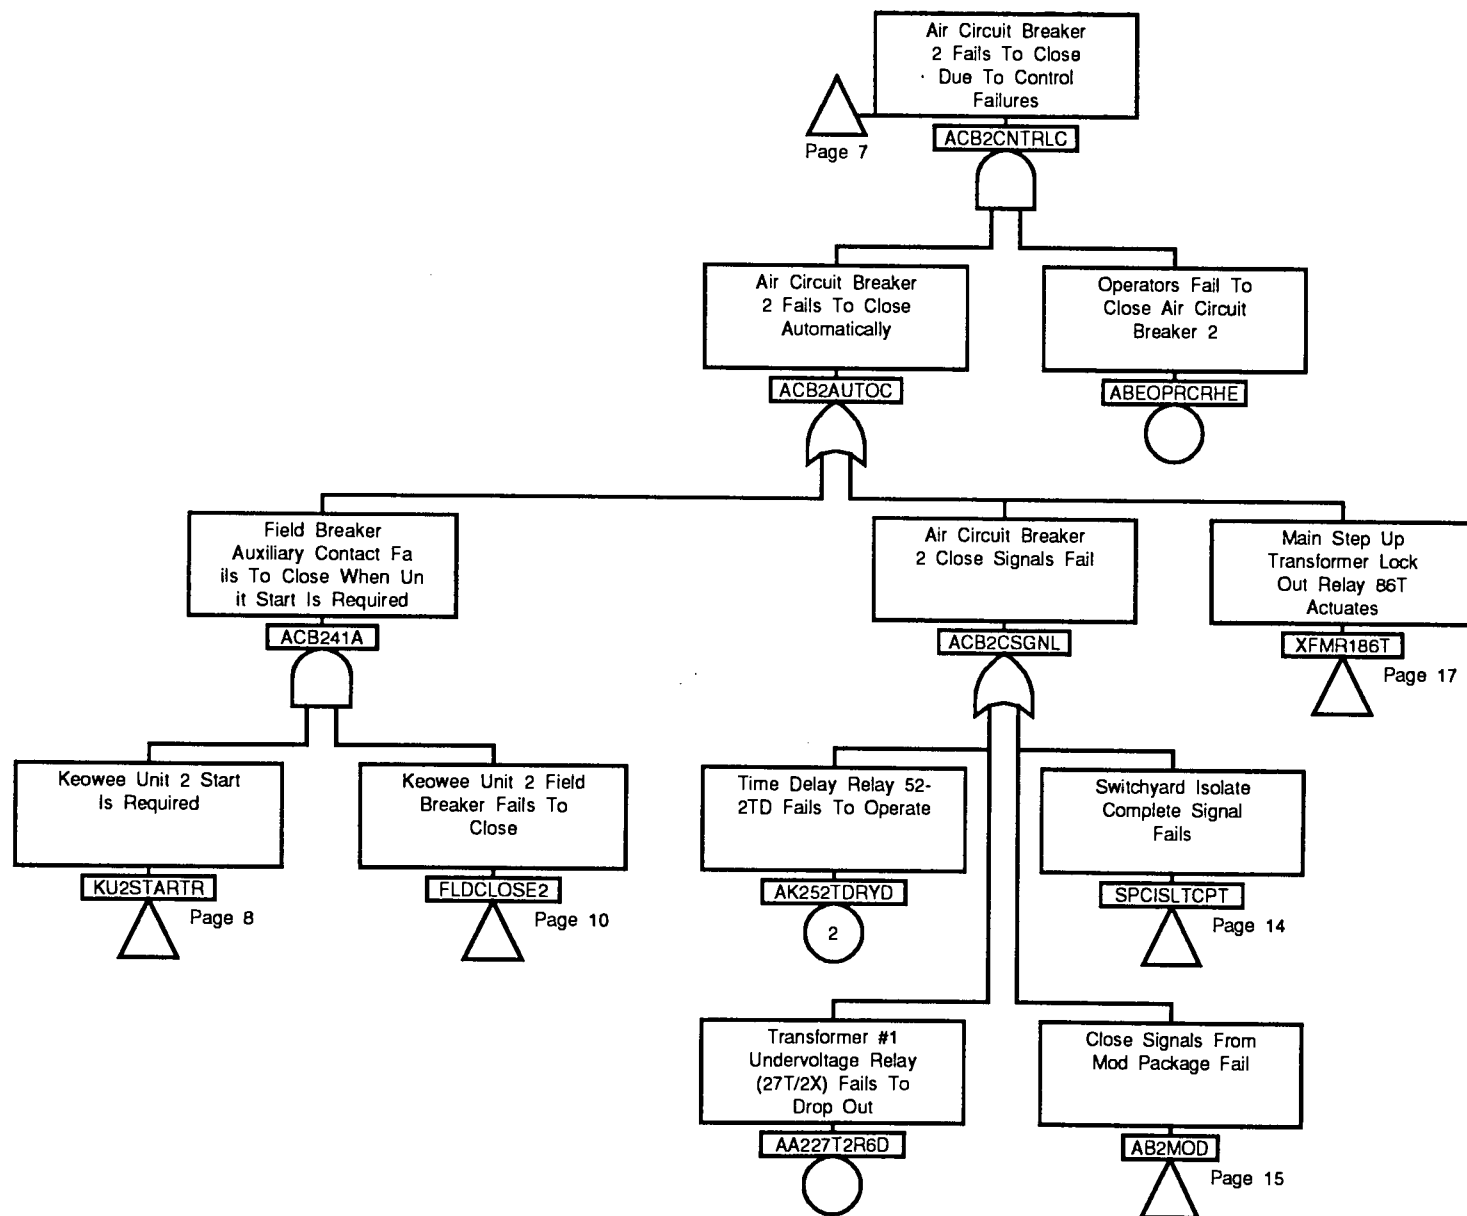 Air Circuit Breaker
2 Fails To Close
Due To Control
Failures
Page 7
ACB2CNTRLC
Air Circuit Breaker
2 Fails To Close
Automatically
ACB2AUTOC
Operators Fail To
Close Air Circuit
Breaker 2
ABEOPRCRHE
Field Breaker
Auxiliary Contact Fa
ils To Close When Un
it Start Is Required
ACB241A
Air Circuit Breaker
2 Close Signals Fail
ACB2CSGNL
Main Step Up
Transformer Lock
Out Relay 86T
Actuates
XFMR186T
Page 17
Keowee Unit 2 Start
Is Required
KU2STARTR
Page 8
Keowee Unit 2 Field
Breaker Fails To
Close
FLDCLOSE2
Page 10
Time Delay Relay 52-
2TD Fails To Operate
AK252TDRYD
2
Switchyard Isolate
Complete Signal
Fails
SPCISLTCPT
Page 14
Transformer #1
Undervoltage Relay
(27T/2X) Fails To
Drop Out
AA227T2R6D
Close Signals From
Mod Package Fail
AB2MOD
Page 15